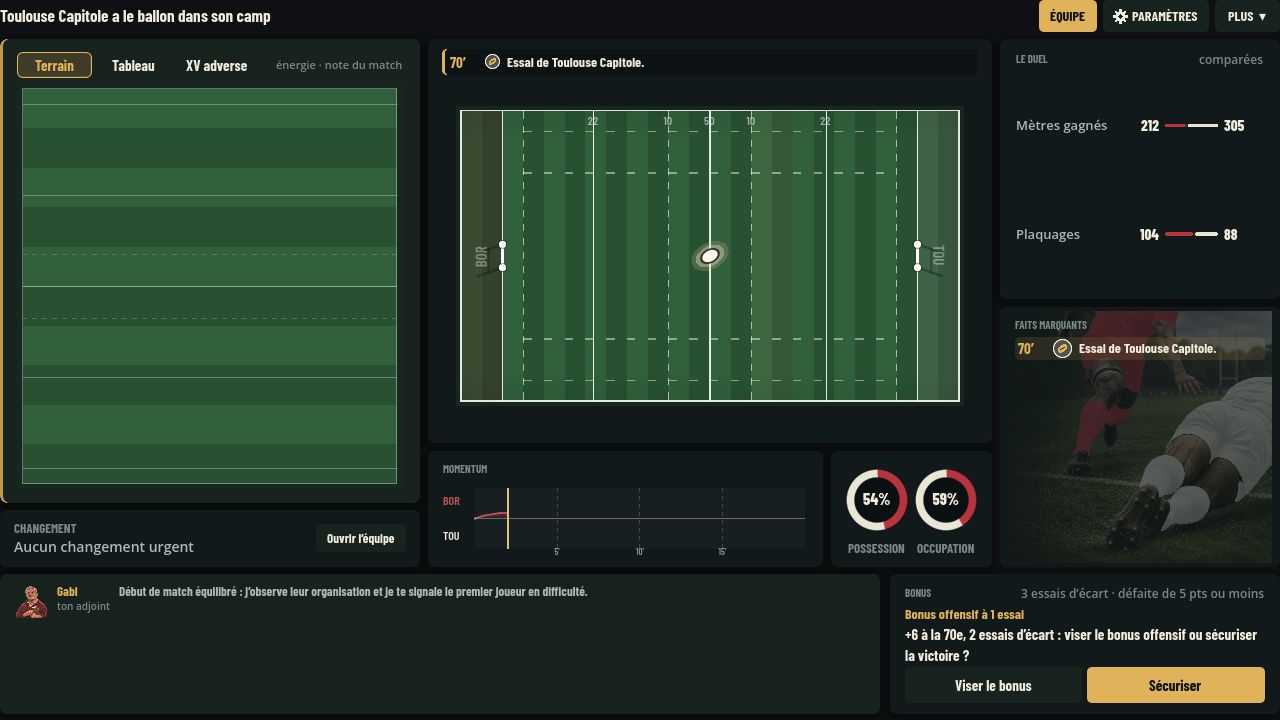 Toulouse Capitole a le ballon dans son camp
ÉQUIPE
PARAMÈTRES
PLUS ▼
Terrain
Tableau
XV adverse
énergie · note du match
70’
Essai de Toulouse Capitole.
22
10
50
10
22
BOR
TOU
LE DUEL
comparées
Mètres gagnés
212
305
Plaquages
104
88
FAITS MARQUANTS
70’
Essai de Toulouse Capitole.
CHANGEMENT
Aucun changement urgent
Ouvrir l’équipe
MOMENTUM
BOR
TOU
5’
10’
15’
54%
59%
POSSESSION
OCCUPATION
Gabi
ton adjoint
Début de match équilibré : j’observe leur organisation et je te signale le premier joueur en difficulté.
BONUS
3 essais d’écart · défaite de 5 pts ou moins
Bonus offensif à 1 essai
+6 à la 70e, 2 essais d’écart : viser le bonus offensif ou sécuriser
la victoire ?
Viser le bonus
Sécuriser